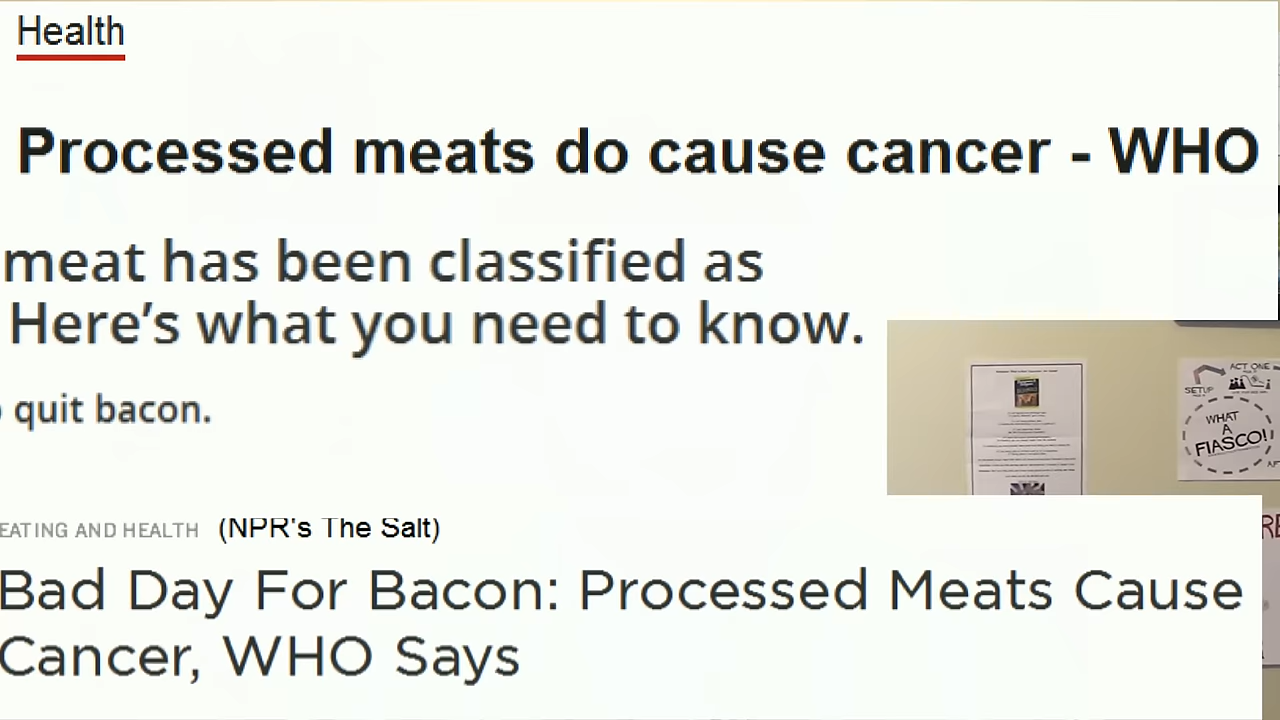 Health
Processed meats do cause cancer - WHO
meat has been classified as
Here's what you need to know.
quit bacon.
SETUP
ACT ONE
WHAT
A
FIASCO!
EATING AND HEALTH (NPR's The Salt)
Bad Day For Bacon: Processed Meats Cause
Cancer, WHO Says